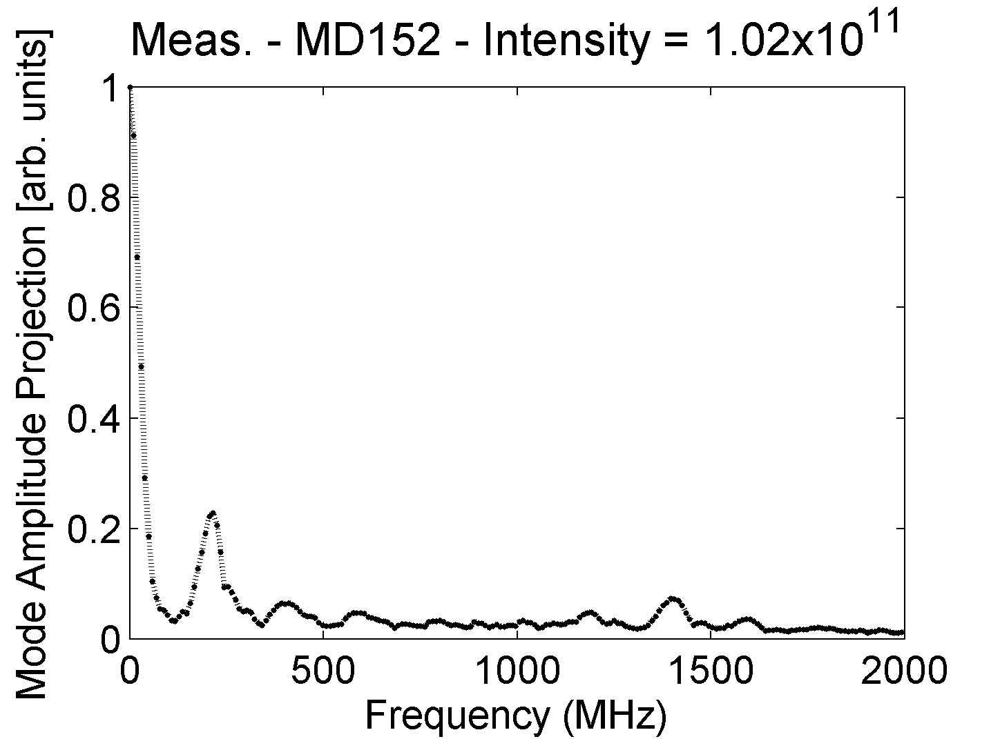 Meas. - MD152 - Intensity = 1.02x10^11
Mode Amplitude Projection [arb. units]
1
0.8
0.6
0.4
0.2
0
0 500 1000 1500 2000
Frequency (MHz)